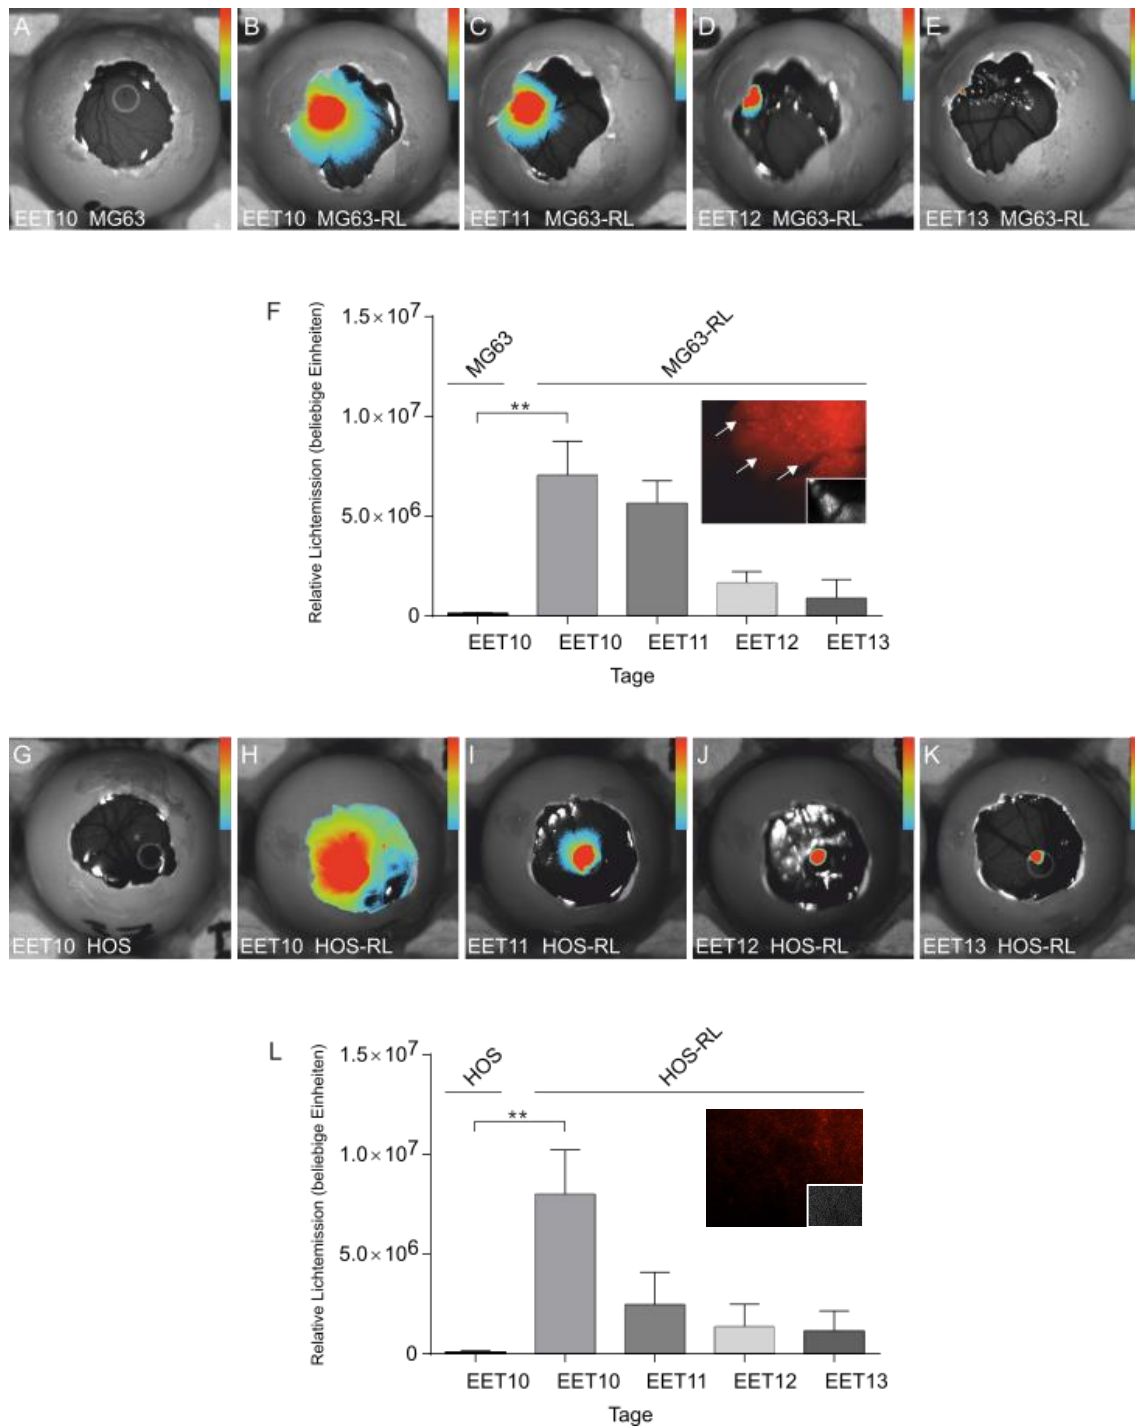 A B C D E
EET10 MG63 EET10 MG63-RL EET11 MG63-RL EET12 MG63-RL EET13 MG63-RL
F
Relative Lichtemission (beliebige Einheiten)
1.5×10⁷
1.0×10⁷
5.0×10⁶
0
MG63
MG63-RL
**
EET10 EET10 EET11 EET12 EET13
Tage
G H I J K
EET10 HOS EET10 HOS-RL EET11 HOS-RL EET12 HOS-RL EET13 HOS-RL
L
Relative Lichtemission (beliebige Einheiten)
1.5×10⁷
1.0×10⁷
5.0×10⁶
0
HOS
HOS-RL
**
EET10 EET10 EET11 EET12 EET13
Tage